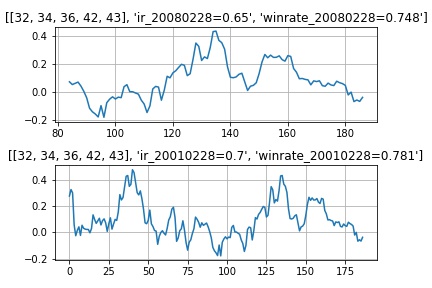 [[32, 34, 36, 42, 43], 'ir_20080228=0.65', 'winrate_20080228=0.748']
0.4
0.2
0.0
−0.2
80 100 120 140 160 180
[[32, 34, 36, 42, 43], 'ir_20010228=0.7', 'winrate_20010228=0.781']
0.4
0.2
0.0
−0.2
0 25 50 75 100 125 150 175